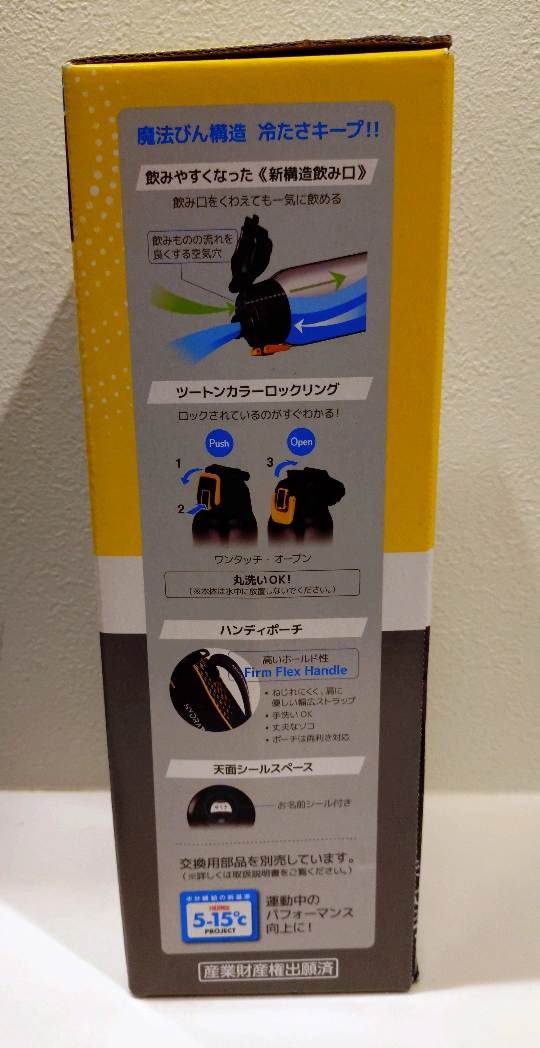 魔法びん構造 冷たさキープ!!
飲みやすくなった《新構造飲み口》
飲み口をくわえても一気に飲める
飲みものの流れを
良くする空気穴
ツートンカラーロックリング
ロックされているのがすぐわかる!
Push
Open
1
3
2
ワンタッチ・オープン
丸洗いOK!
(※本体は水中に放置しないでください。)
ハンディポーチ
高いホールド性
Firm Flex Handle
• ねじれにくく、肩に
優しい幅広ストラップ
• 手洗いOK
• 丈夫なソコ
• ポーチは両利き対応
HYDRA
天面シールスペース
お名前シール付き
交換用部品を別売しています。
(※詳しくは取扱説明書をご覧ください。)
水分補給の新基準
THERMOS
5-15℃
PROJECT
運動中の
パフォーマンス
向上に!
産業財産権出願済